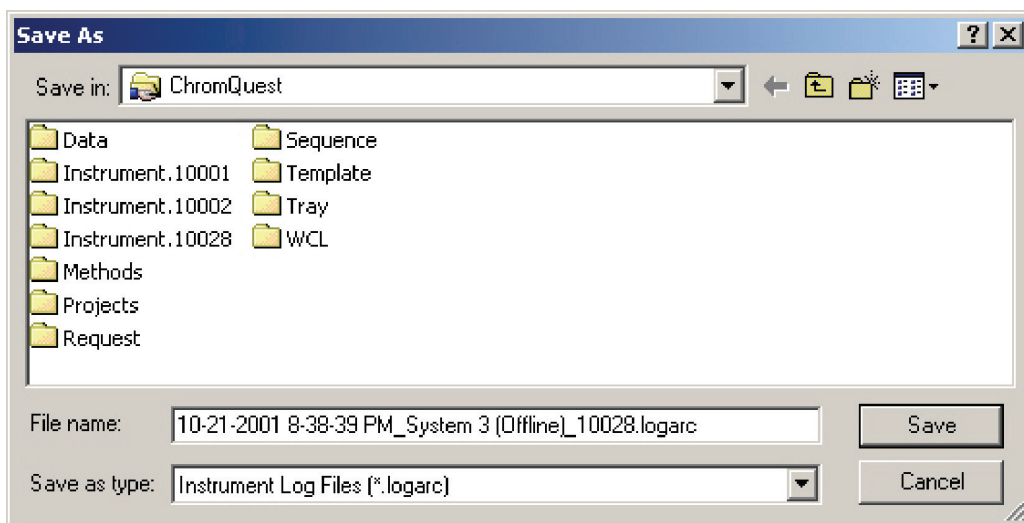 Save As
Save in: ChromQuest
Data
Instrument.10001
Instrument.10002
Instrument.10028
Methods
Projects
Request
Sequence
Template
Tray
WCL
File name: 10-21-2001 8-38-39 PM_System 3 (Offline)_10028.logarc
Save
Save as type: Instrument Log Files (*.logarc)
Cancel